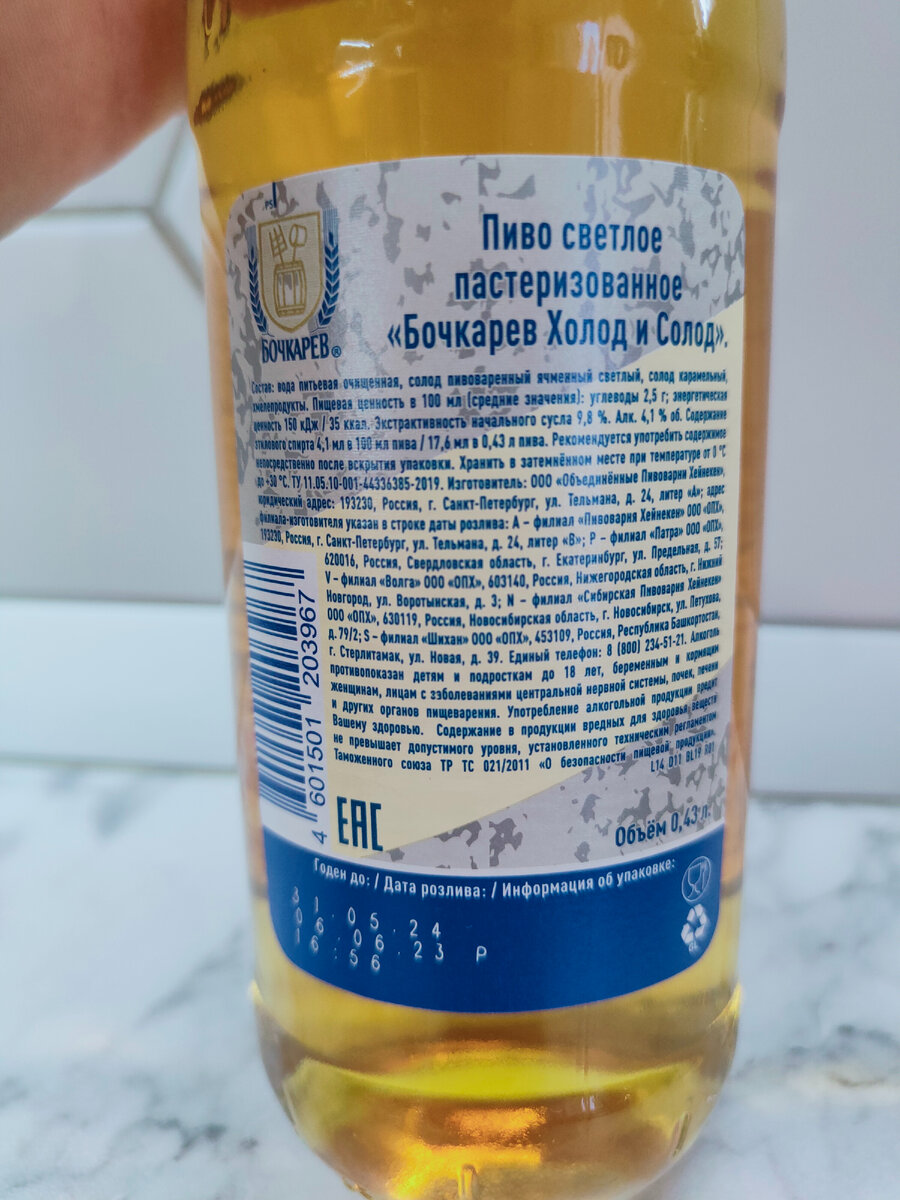 Пиво светлое
пастеризованное
«Бочкарев Холод и Солод».
БОЧКАРЕВ®
Состав: вода питьевая очищенная, солод пивоваренный ячменный светлый, солод карамельный,
хмелепродукты. Пищевая ценность в 100 мл (средние значения): углеводы 2,5 г; энергетическая
ценность 150 кДж / 35 ккал. Экстрактивность начального сусла 9,8 %. Алк. 4,1 % об. Содержание
этилового спирта 4,1 мл в 100 мл пива / 17,6 мл в 0,43 л пива. Рекомендуется употребить содержимое
непосредственно после вскрытия упаковки. Хранить в затемнённом месте при температуре от 0 °С
до +30 °С. ТУ 11.05.10-001-44336385-2019. Изготовитель: ООО «Объединённые Пивоварни Хейнекен»,
юридический адрес: 193230, Россия, г. Санкт-Петербург, ул. Тельмана, д. 24, литер «А»; адрес
филиала-изготовителя указан в строке даты розлива: А – филиал «Пивоварня Хейнекен» ООО «ОПХ»,
193230, Россия, г. Санкт-Петербург, ул. Тельмана, д. 24, литер «В»; Р – филиал «Патра» ООО «ОПХ»,
620016, Россия, Свердловская область, г. Екатеринбург, ул. Предельная, д. 57;
V – филиал «Волга» ООО «ОПХ», 603140, Россия, Нижегородская область, г. Нижний
Новгород, ул. Воротынская, д. 3; N – филиал «Сибирская Пивоварня Хейнекен»
ООО «ОПХ», 630119, Россия, Новосибирская область, г. Новосибирск, ул. Петухова,
д. 79/2; S – филиал «Шихан» ООО «ОПХ», 453109, Россия, Республика Башкортостан,
г. Стерлитамак, ул. Новая, д. 39. Единый телефон: 8 (800) 234-51-21. Алкоголь
противопоказан детям и подросткам до 18 лет, беременным и кормящим
женщинам, лицам с зэболеваниями центральной нервной системы, почек, печени
и других органов пищеварения. Употребление алкогольной продукции вредит
Вашему здоровью. Содержание в продукции вредных для здоровья веществ
не превышает допустимого уровня, установленного техническим регламентом
Таможенного союза ТР ТС 021/2011 «О безопасности пищевой продукции».
L14 011 BL19 R01
4 601501 203967
ЕАС
Объём 0,43 л.
Годен до: / Дата розлива: / Информация об упаковке:
31.05.24
06.06.23 Р
16:56